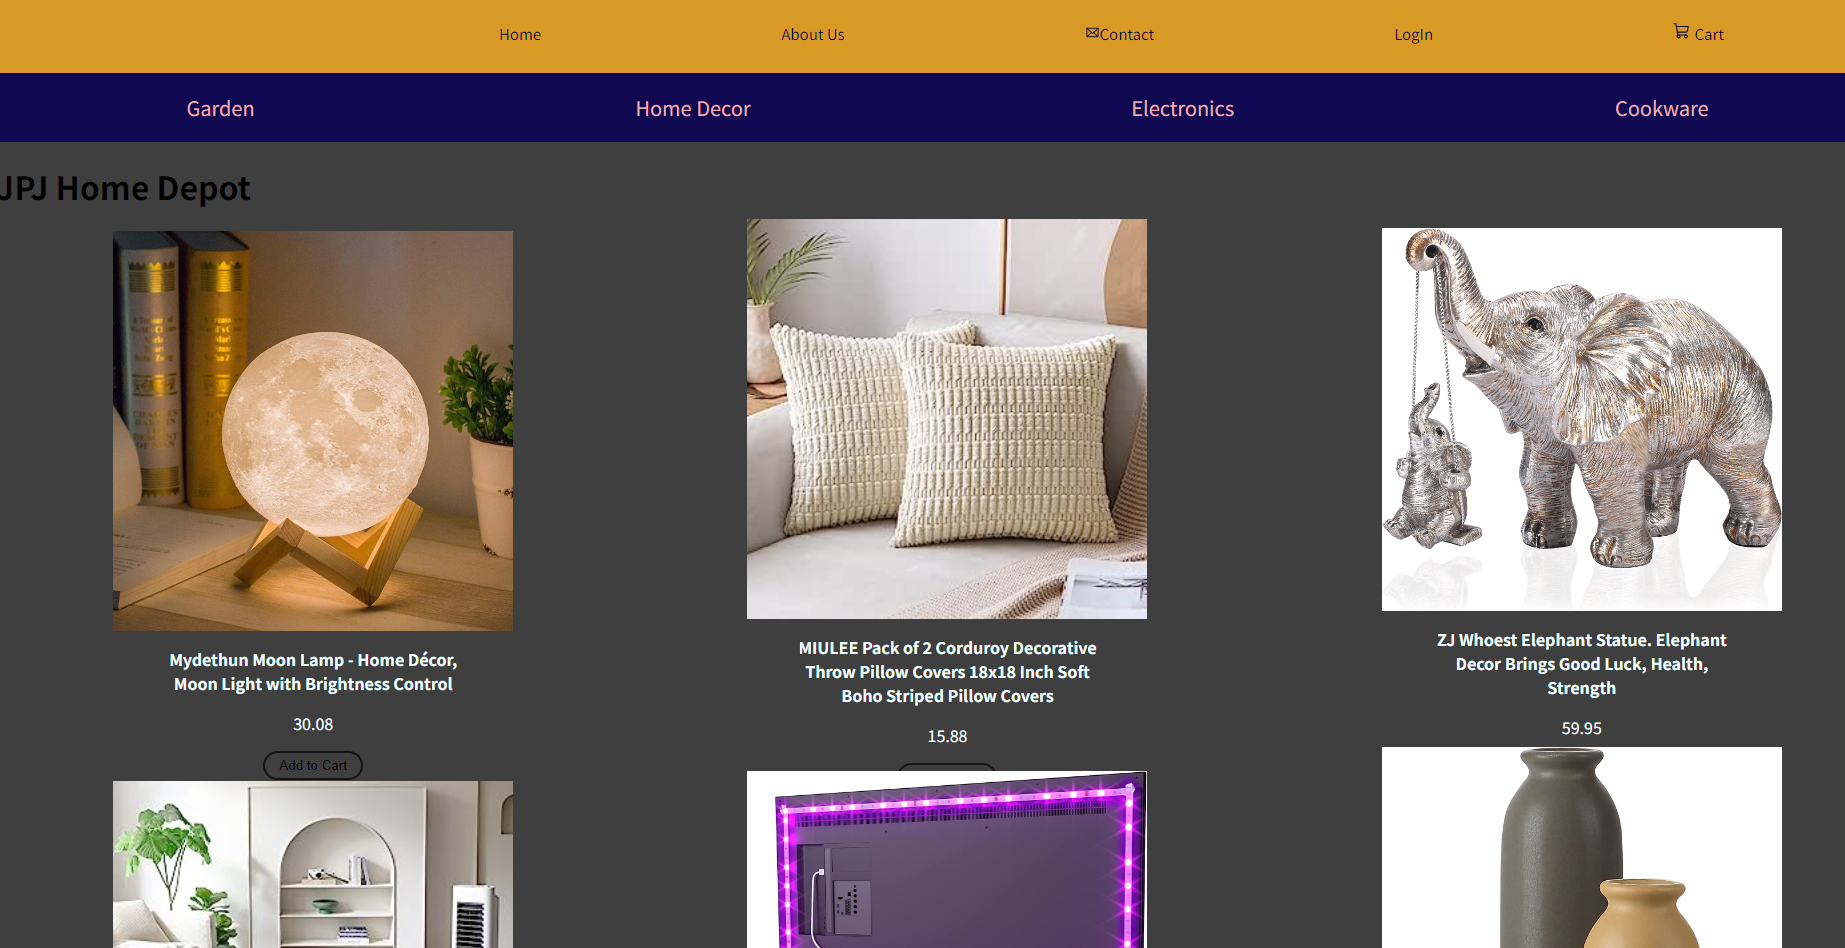 Home
About Us
Contact
LogIn
Cart
Garden
Home Decor
Electronics
Cookware
JPJ Home Depot
Mydethun Moon Lamp - Home Décor,
Moon Light with Brightness Control
30.08
Add to Cart
MIULEE Pack of 2 Corduroy Decorative
Throw Pillow Covers 18x18 Inch Soft
Boho Striped Pillow Covers
15.88
ZJ Whoest Elephant Statue. Elephant
Decor Brings Good Luck, Health,
Strength
59.95